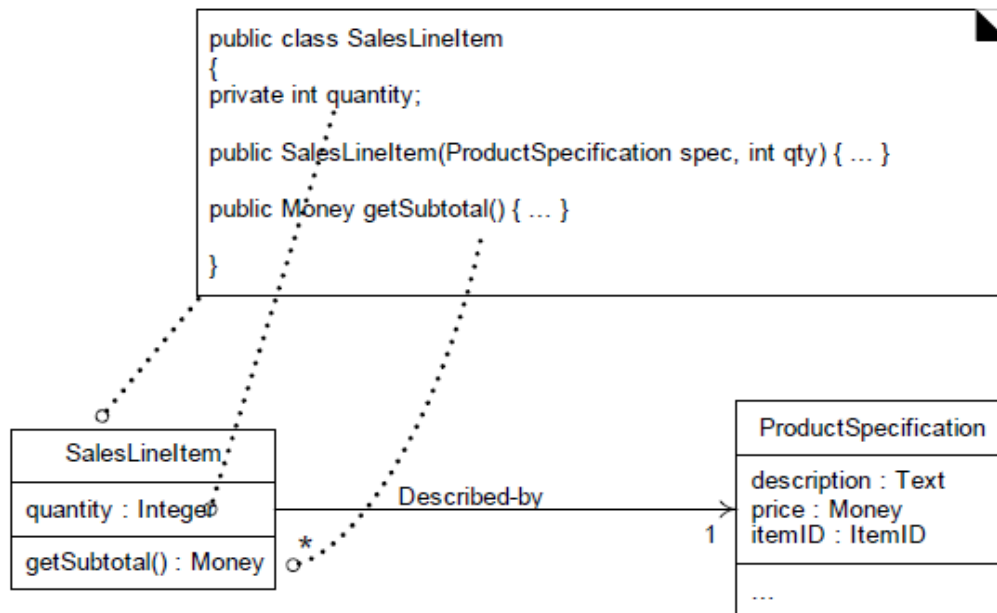 public class SalesLineItem
{
private int quantity;
public SalesLineItem(ProductSpecification spec, int qty) { ... }
public Money getSubtotal() { ... }
}
SalesLineItem
quantity : Integer
getSubtotal() : Money
*
Described-by
1
ProductSpecification
description : Text
price : Money
itemID : ItemID
...